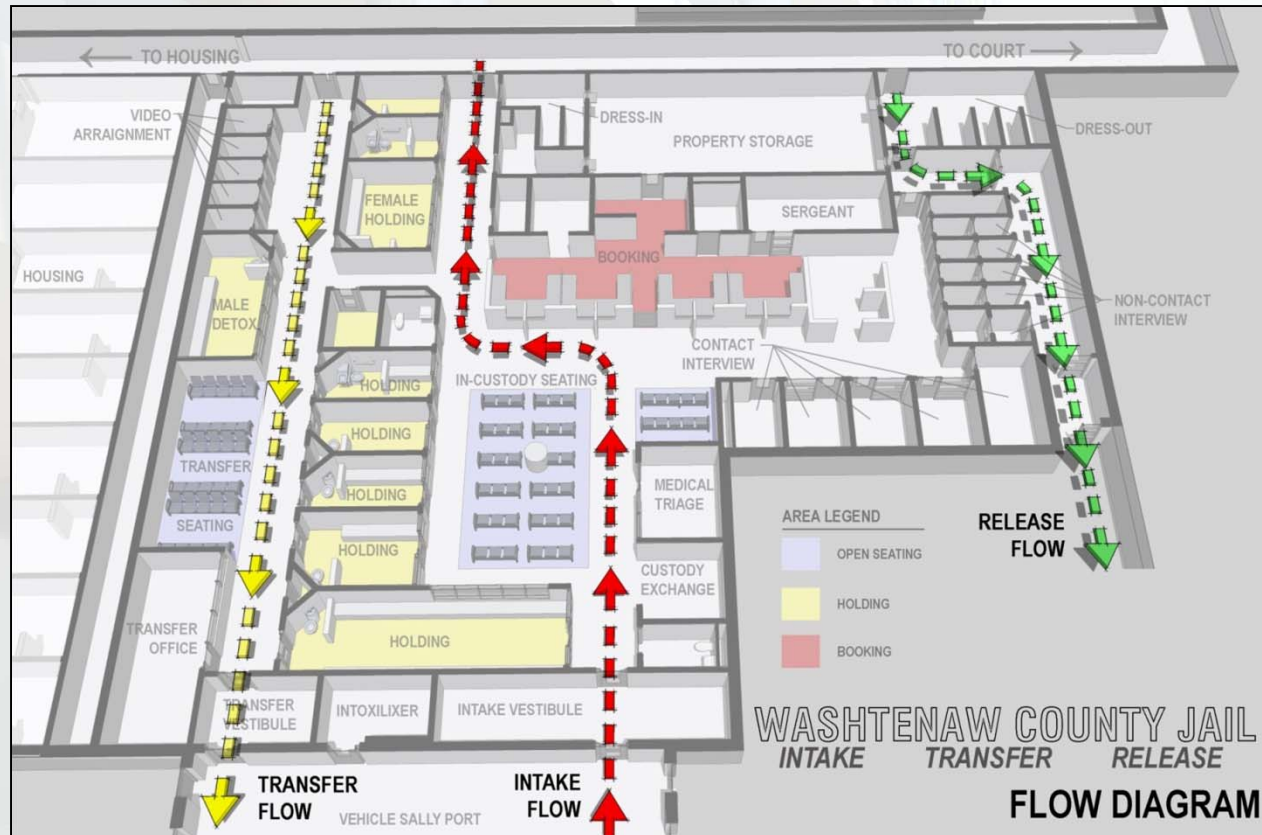 TO HOUSING
TO COURT
VIDEO
ARRAIGNMENT
DRESS-IN
PROPERTY STORAGE
DRESS-OUT
FEMALE
HOLDING
SERGEANT
BOOKING
HOUSING
MALE
DETOX
NON-CONTACT
INTERVIEW
CONTACT
INTERVIEW
IN-CUSTODY SEATING
HOLDING
HOLDING
HOLDING
HOLDING
TRANSFER
SEATING
MEDICAL
TRIAGE
CUSTODY
EXCHANGE
AREA LEGEND
OPEN SEATING
HOLDING
BOOKING
RELEASE
FLOW
TRANSFER
OFFICE
HOLDING
TRANSFER
VESTIBULE
INTOXILIXER
INTAKE VESTIBULE
WASHTENAW COUNTY JAIL
INTAKE TRANSFER RELEASE
FLOW DIAGRAM
TRANSFER
FLOW
INTAKE
FLOW
VEHICLE SALLY PORT